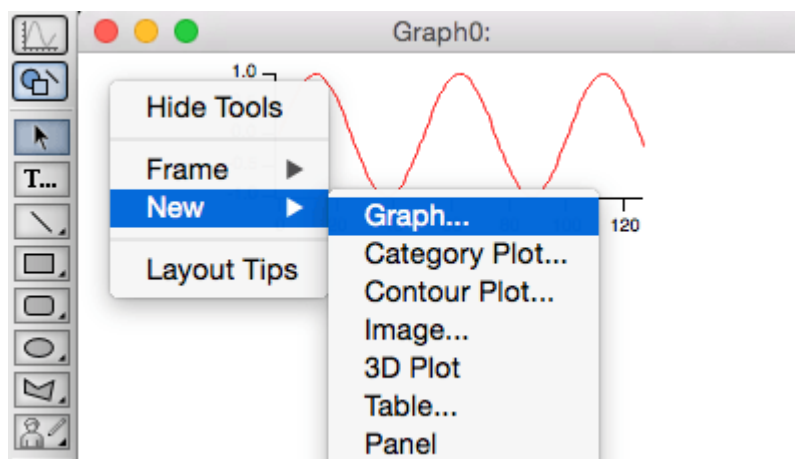 Graph0:
1.0
Hide Tools
Frame
New
Layout Tips
Graph...
Category Plot...
Contour Plot...
Image...
3D Plot
Table...
Panel
120
T...